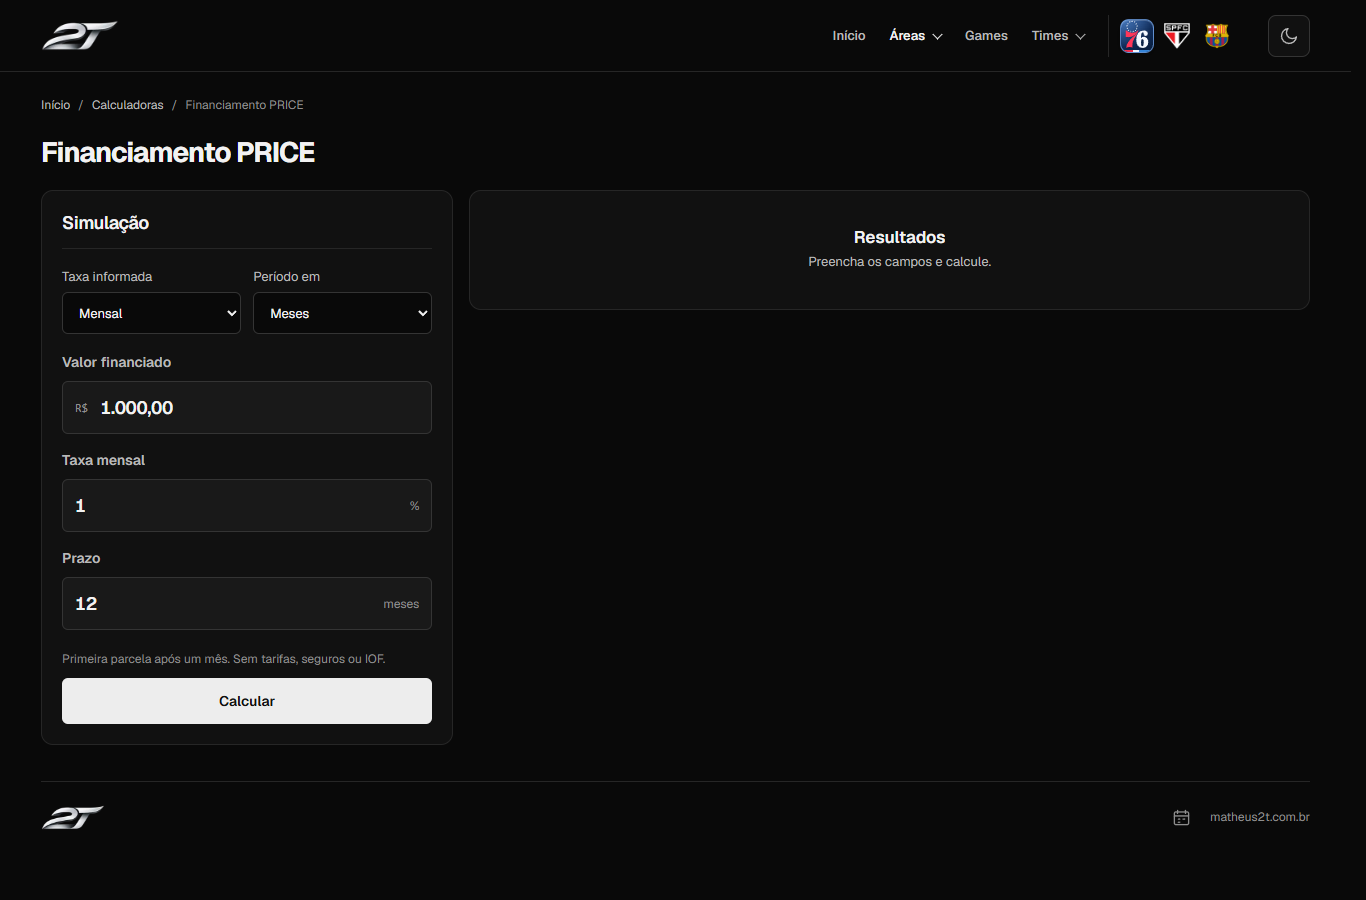 2T
Início Áreas Games Times
76 SPFC
Início / Calculadoras / Financiamento PRICE
Financiamento PRICE
Simulação
Taxa informada Período em
Mensal Meses
Valor financiado
R$ 1.000,00
Taxa mensal
1 %
Prazo
12 meses
Primeira parcela após um mês. Sem tarifas, seguros ou IOF.
Calcular
Resultados
Preencha os campos e calcule.
2T
matheus2t.com.br